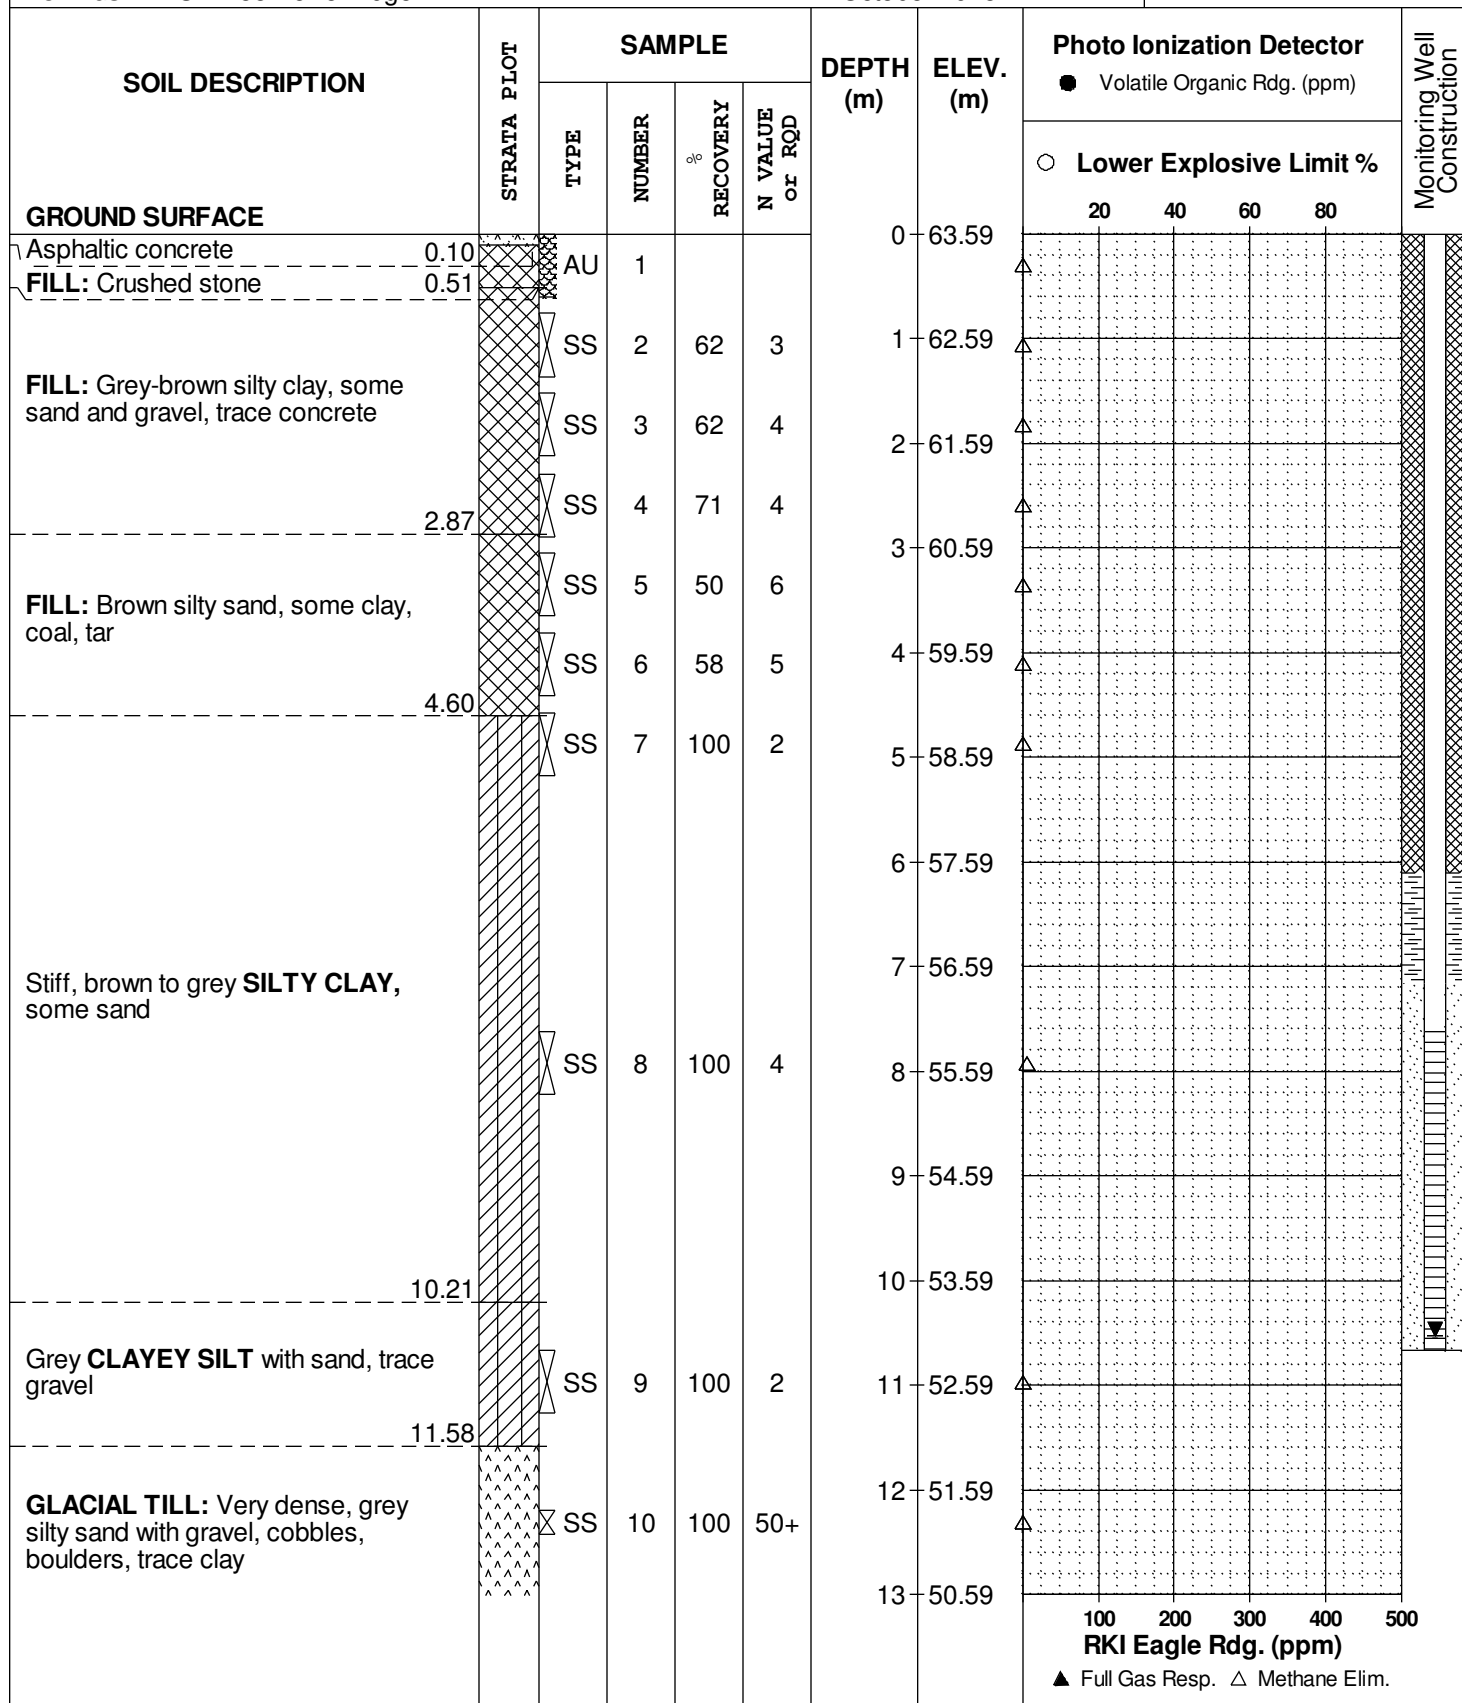 SOIL DESCRIPTION
STRATA PLOT
SAMPLE
TYPE
NUMBER
% RECOVERY
N VALUE or RQD
DEPTH (m)
ELEV. (m)
Photo Ionization Detector
● Volatile Organic Rdg. (ppm)
○ Lower Explosive Limit %
20 40 60 80
Monitoring Well Construction
GROUND SURFACE
0 63.59
Asphaltic concrete 0.10
AU 1
FILL: Crushed stone 0.51
1 62.59
SS 2 62 3
FILL: Grey-brown silty clay, some
sand and gravel, trace concrete
SS 3 62 4
2 61.59
SS 4 71 4
2.87
3 60.59
SS 5 50 6
FILL: Brown silty sand, some clay,
coal, tar
4 59.59
SS 6 58 5
4.60
SS 7 100 2
5 58.59
6 57.59
7 56.59
Stiff, brown to grey SILTY CLAY,
some sand
SS 8 100 4
8 55.59
9 54.59
10 53.59
10.21
Grey CLAYEY SILT with sand, trace
gravel
SS 9 100 2
11 52.59
11.58
12 51.59
GLACIAL TILL: Very dense, grey
silty sand with gravel, cobbles,
boulders, trace clay
SS 10 100 50+
13 50.59
100 200 300 400 500
RKI Eagle Rdg. (ppm)
▲ Full Gas Resp. △ Methane Elim.